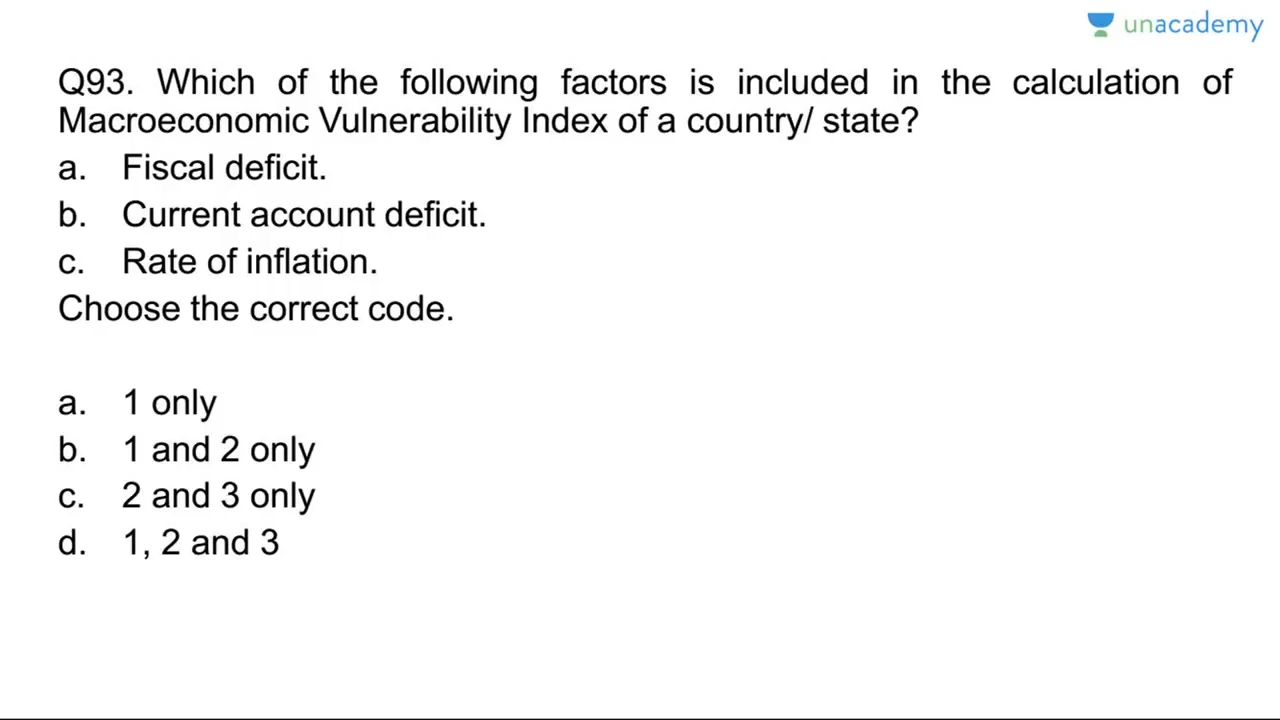 unacademy
Q93. Which of the following factors is included in the calculation of
Macroeconomic Vulnerability Index of a country/ state?
a. Fiscal deficit.
b. Current account deficit.
c. Rate of inflation.
Choose the correct code.
a. 1 only
b. 1 and 2 only
c. 2 and 3 only
d. 1, 2 and 3